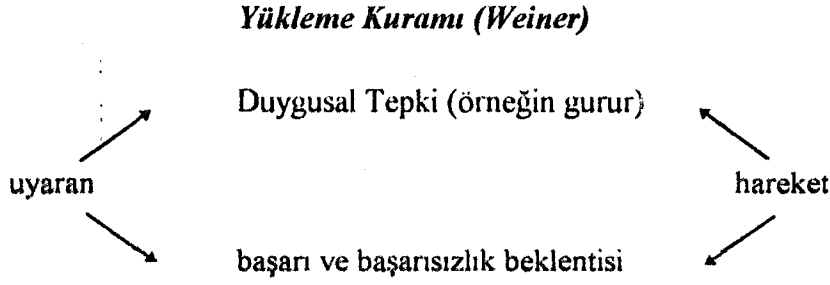 Yükleme Kuramı (Weiner)
Duygusal Tepki (örneğin gurur)
uyaran hareket
başarı ve başarısızlık beklentisi